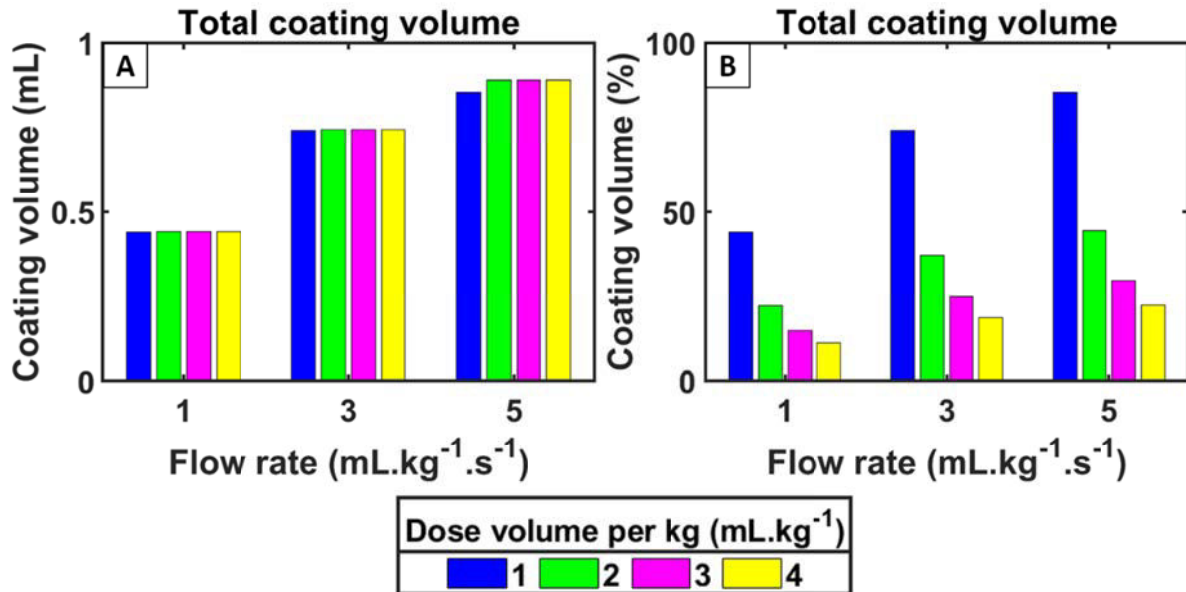 Total coating volume
A
Coating volume (mL)
1
0.5
0
1 3 5
Flow rate (mL.kg⁻¹.s⁻¹)
Total coating volume
B
Coating volume (%)
100
50
0
1 3 5
Flow rate (mL.kg⁻¹.s⁻¹)
Dose volume per kg (mL.kg⁻¹)
1 2 3 4